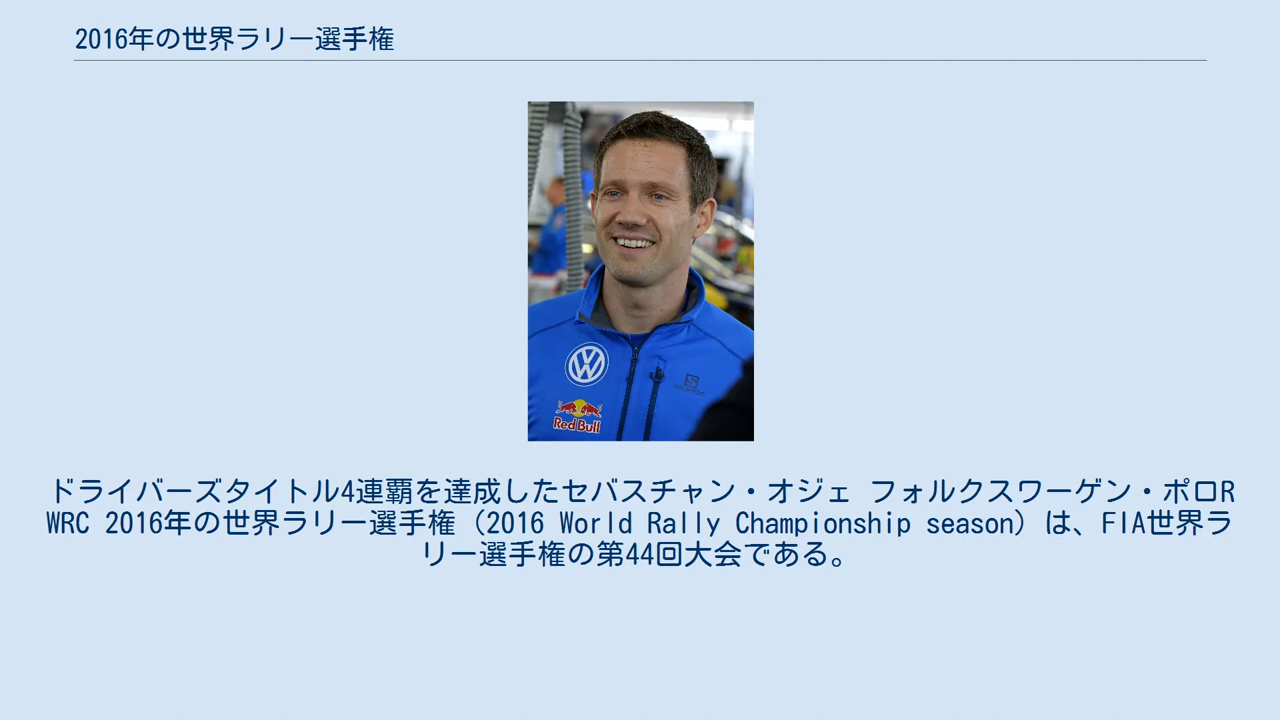 2016年の世界ラリー選手権
RedBull
ドライバーズタイトル4連覇を達成したセバスチャン・オジェ フォルクスワーゲン・ポロR
WRC 2016年の世界ラリー選手権（2016 World Rally Championship season）は、FIA世界ラ
リー選手権の第44回大会である。